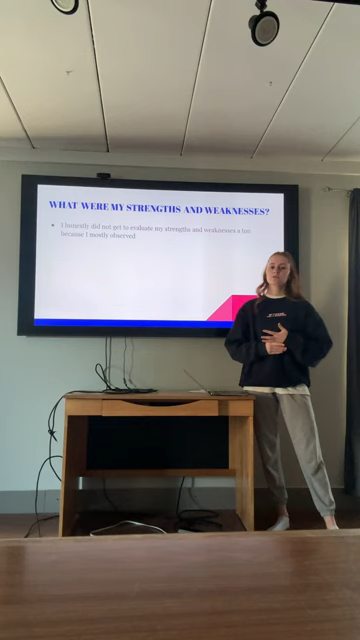 WHAT WERE MY STRENGTHS AND WEAKNESSES?
I honestly did not get to evaluate my strengths and weaknesses a ton
because I mostly observed